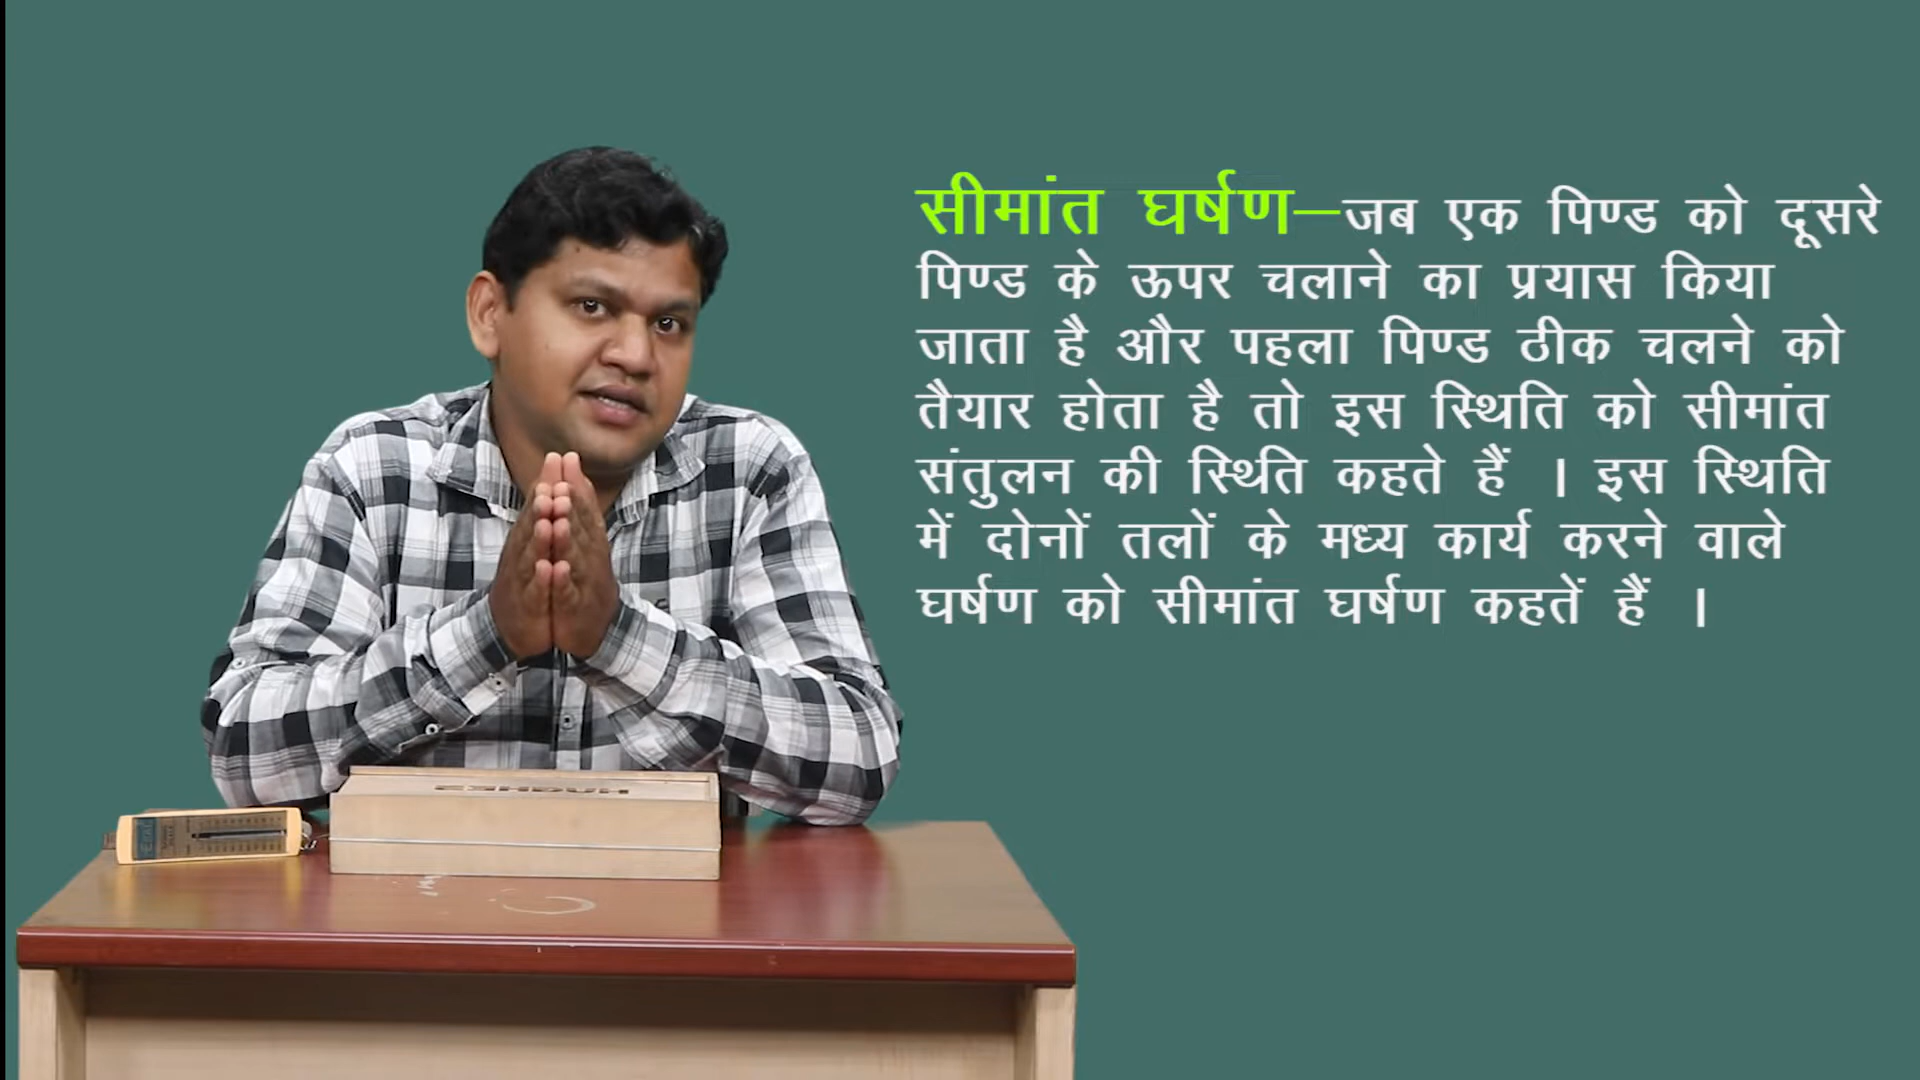 सीमांत घर्षण–जब एक पिण्ड को दूसरे
पिण्ड के ऊपर चलाने का प्रयास किया
जाता है और पहला पिण्ड ठीक चलने को
तैयार होता है तो इस स्थिति को सीमांत
संतुलन की स्थिति कहते हैं ।इस स्थिति
में दोनों तलों के मध्य कार्य करने वाले
घर्षण को सीमांत घर्षण कहतें हैं ।